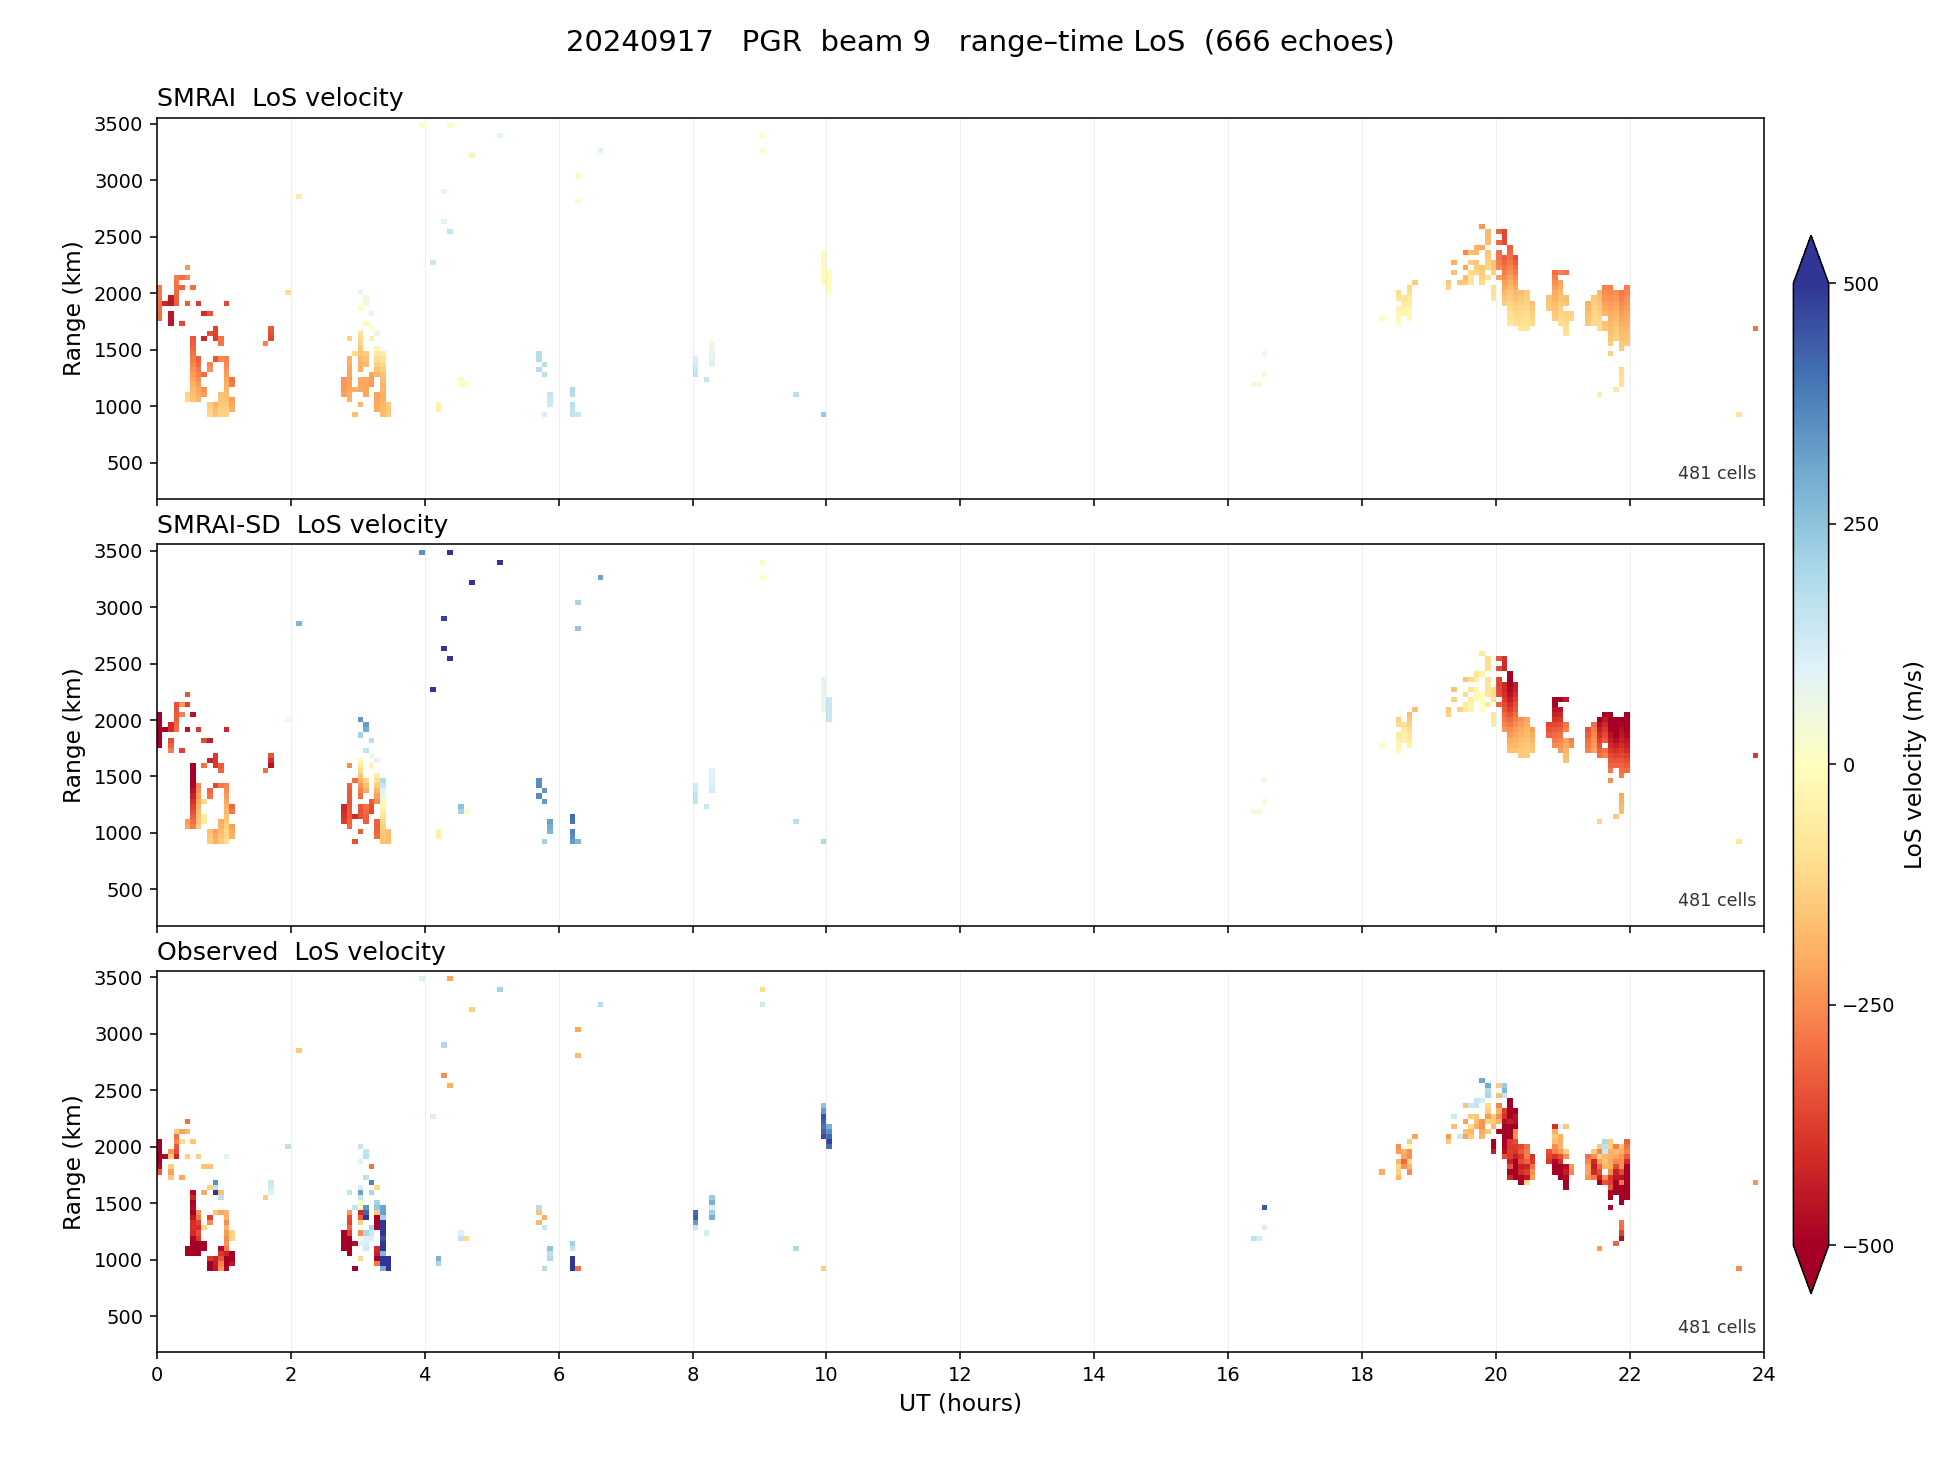 20240917   PGR  beam 9   range–time LoS  (666 echoes)
SMRAI  LoS velocity
3500
3000
2500
2000
1500
1000
500
Range (km)
481 cells
SMRAI-SD  LoS velocity
3500
3000
2500
2000
1500
1000
500
Range (km)
481 cells
Observed  LoS velocity
3500
3000
2500
2000
1500
1000
500
Range (km)
481 cells
0 2 4 6 8 10 12 14 16 18 20 22 24
UT (hours)
500
250
0
−250
−500
LoS velocity (m/s)